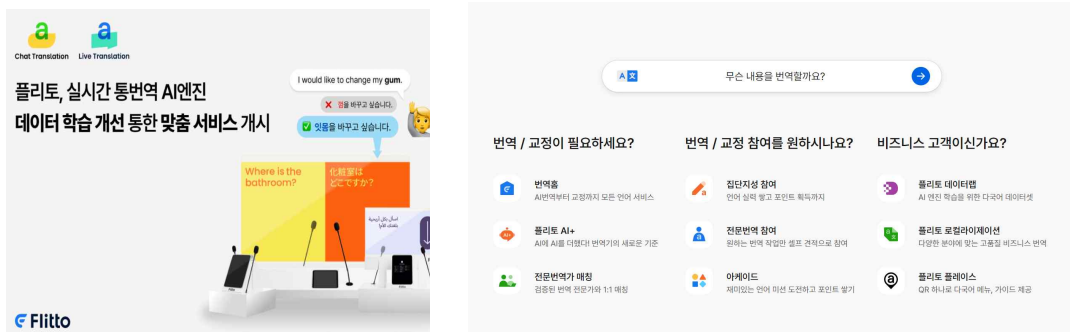 Chat Translation
Live Translation
플리토, 실시간 통번역 AI엔진
데이터 학습 개선 통한 맞춤 서비스 개시
I would like to change my gum.
껌을 바꾸고 싶습니다.
잇몸을 바꾸고 싶습니다.
Where is the
bathroom?
化粧室は
どこですか?
Flitto
무슨 내용을 번역할까요?
번역 / 교정이 필요하세요?
번역홈
AI번역부터 교정까지 모든 언어 서비스
플리토 AI+
AI에 AI를 더했다! 번역기의 새로운 기준
전문번역가 매칭
검증된 번역 전문가와 1:1 매칭
번역 / 교정 참여를 원하시나요?
집단지성 참여
언어 실력 쌓고 포인트 획득까지
전문번역 참여
원하는 번역 작업만 셀프 견적으로 참여
아케이드
재미있는 언어 미션 도전하고 포인트 쌓기
비즈니스 고객이신가요?
플리토 데이터랩
AI 엔진 학습을 위한 다국어 데이터셋
플리토 로컬라이제이션
다양한 분야에 맞는 고품질 비즈니스 번역
플리토 플레이스
QR 하나로 다국어 메뉴, 가이드 제공